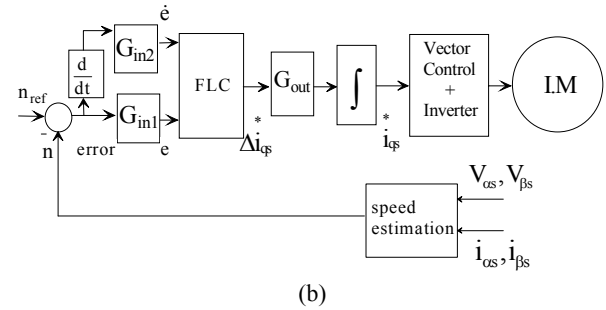 ė
d
dt
G_in2
n_ref
-
n
error
G_in1
e
FLC
Δi*_qs
G_out
∫
i*_qs
Vector
Control
+
Inverter
I.M
speed
estimation
V_αs, V_βs
i_αs, i_βs
(b)